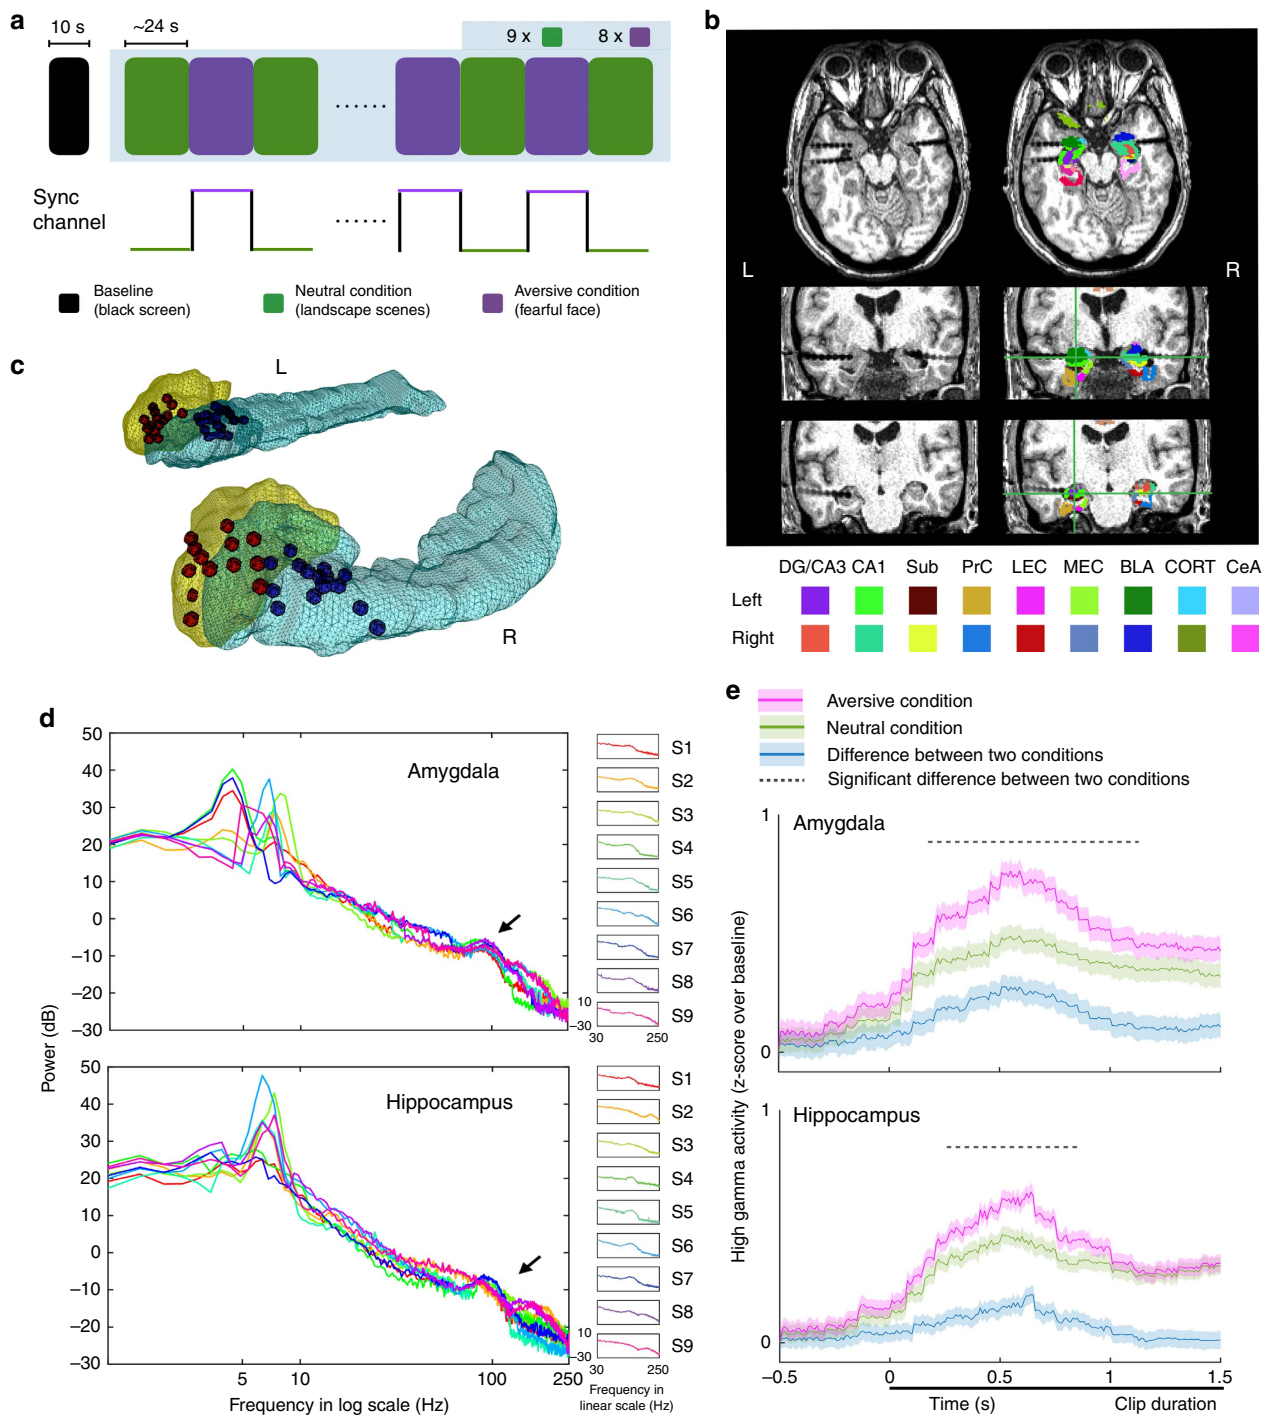 a
10 s
~24 s
9 x
8 x
Sync
channel
Baseline
(black screen)
Neutral condition
(landscape scenes)
Aversive condition
(fearful face)
b
L
R
DG/CA3 CA1 Sub PrC LEC MEC BLA CORT CeA
Left
Right
c
L
R
d
Power (dB)
50
40
30
20
10
0
−10
−20
−30
Amygdala
S1
S2
S3
S4
S5
S6
S7
S8
S9
10
−30
30
250
50
40
30
20
10
0
−10
−20
−30
Hippocampus
5
10
100
250
Frequency in log scale (Hz)
S1
S2
S3
S4
S5
S6
S7
S8
S9
10
−30
30
250
Frequency in
linear scale (Hz)
e
Aversive condition
Neutral condition
Difference between two conditions
Significant difference between two conditions
High gamma activity (z-score over baseline)
1
Amygdala
0
1
Hippocampus
0
−0.5
0
0.5
1
1.5
Time (s)
Clip duration